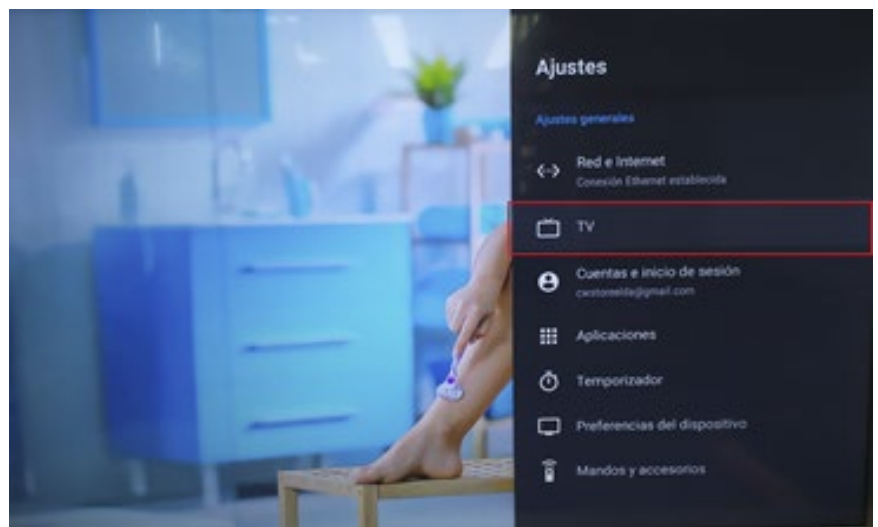 Ajustes
Ajustes generales
Red e Internet
Conexión Ethernet establecida
TV
Cuentas e inicio de sesión
Aplicaciones
Temporizador
Preferencias del dispositivo
Mandos y accesorios